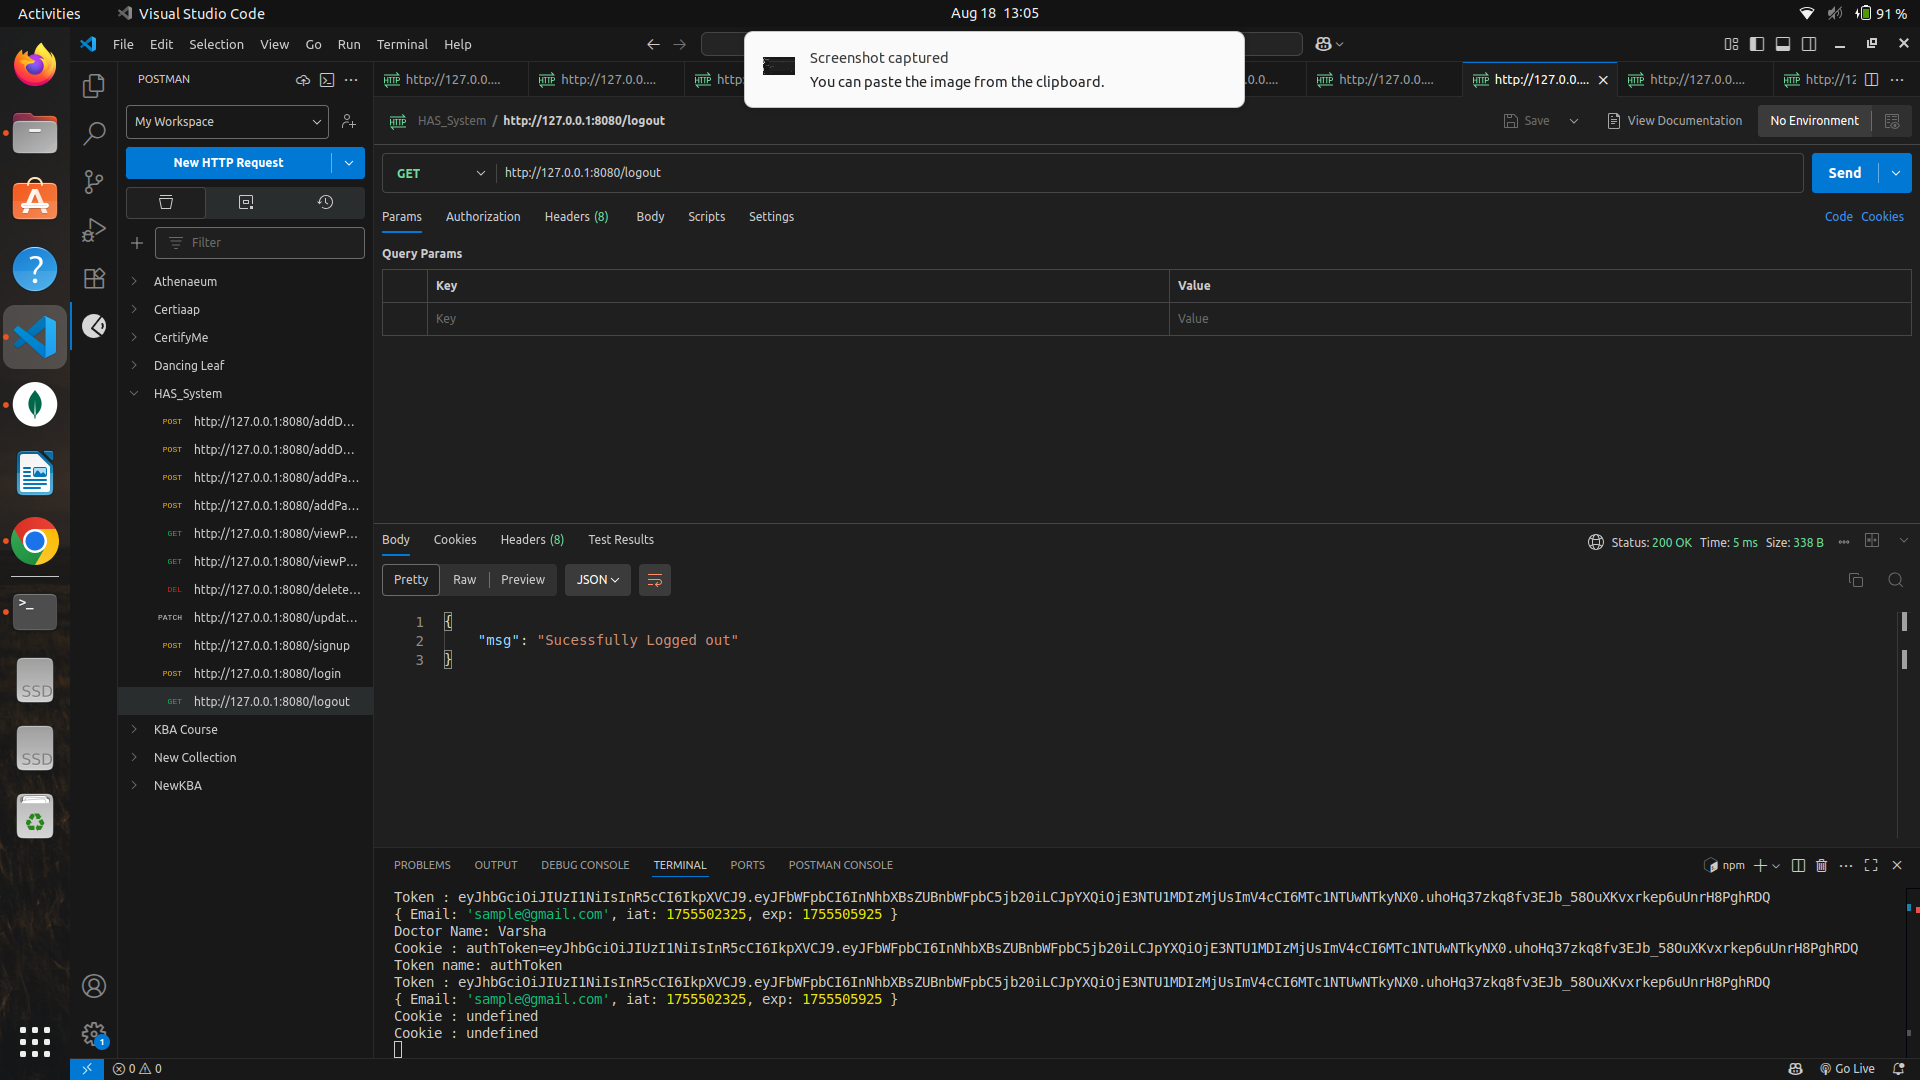 Activities
Visual Studio Code
Aug 18 13:05
91 %
File Edit Selection View Go Run Terminal Help
Screenshot captured
You can paste the image from the clipboard.
POSTMAN
http://127.0.0....
http://127.0.0....
http:
.0.0....
http://127.0.0....
http://127.0.0....
http://127.0.0....
http://12
My Workspace
HTTP HAS_System / http://127.0.0.1:8080/logout
Save
View Documentation
No Environment
New HTTP Request
GET
http://127.0.0.1:8080/logout
Send
Params Authorization Headers (8) Body Scripts Settings
Code Cookies
Filter
Query Params
Key Value
Key Value
Athenaeum
Certiaap
CertifyMe
Dancing Leaf
HAS_System
POST http://127.0.0.1:8080/addD...
POST http://127.0.0.1:8080/addD...
POST http://127.0.0.1:8080/addPa...
POST http://127.0.0.1:8080/addPa...
GET http://127.0.0.1:8080/viewP...
GET http://127.0.0.1:8080/viewP...
DEL http://127.0.0.1:8080/delete...
PATCH http://127.0.0.1:8080/updat...
POST http://127.0.0.1:8080/signup
POST http://127.0.0.1:8080/login
GET http://127.0.0.1:8080/logout
KBA Course
New Collection
NewKBA
SSD
SSD
Body Cookies Headers (8) Test Results
Status: 200 OK Time: 5 ms Size: 338 B
Pretty Raw Preview JSON
1 {
2 "msg": "Sucessfully Logged out"
3 }
PROBLEMS OUTPUT DEBUG CONSOLE TERMINAL PORTS POSTMAN CONSOLE
npm
Token : eyJhbGciOiJIUzI1NiIsInR5cCI6IkpXVCJ9.eyJFbWFpbCI6InNhbXBsZUBnbWFpbC5jb20iLCJpYXQiOjE3NTU1MDIzMjUsImV4cCI6MTc1NTUwNTkyNX0.uhoHq37zkq8fv3EJb_58OuXKvxrkep6uUnrH8PghRDQ
{ Email: 'sample@gmail.com', iat: 1755502325, exp: 1755505925 }
Doctor Name: Varsha
Cookie : authToken=eyJhbGciOiJIUzI1NiIsInR5cCI6IkpXVCJ9.eyJFbWFpbCI6InNhbXBsZUBnbWFpbC5jb20iLCJpYXQiOjE3NTU1MDIzMjUsImV4cCI6MTc1NTUwNTkyNX0.uhoHq37zkq8fv3EJb_58OuXKvxrkep6uUnrH8PghRDQ
Token name: authToken
Token : eyJhbGciOiJIUzI1NiIsInR5cCI6IkpXVCJ9.eyJFbWFpbCI6InNhbXBsZUBnbWFpbC5jb20iLCJpYXQiOjE3NTU1MDIzMjUsImV4cCI6MTc1NTUwNTkyNX0.uhoHq37zkq8fv3EJb_58OuXKvxrkep6uUnrH8PghRDQ
{ Email: 'sample@gmail.com', iat: 1755502325, exp: 1755505925 }
Cookie : undefined
Cookie : undefined
1
0 0
Go Live